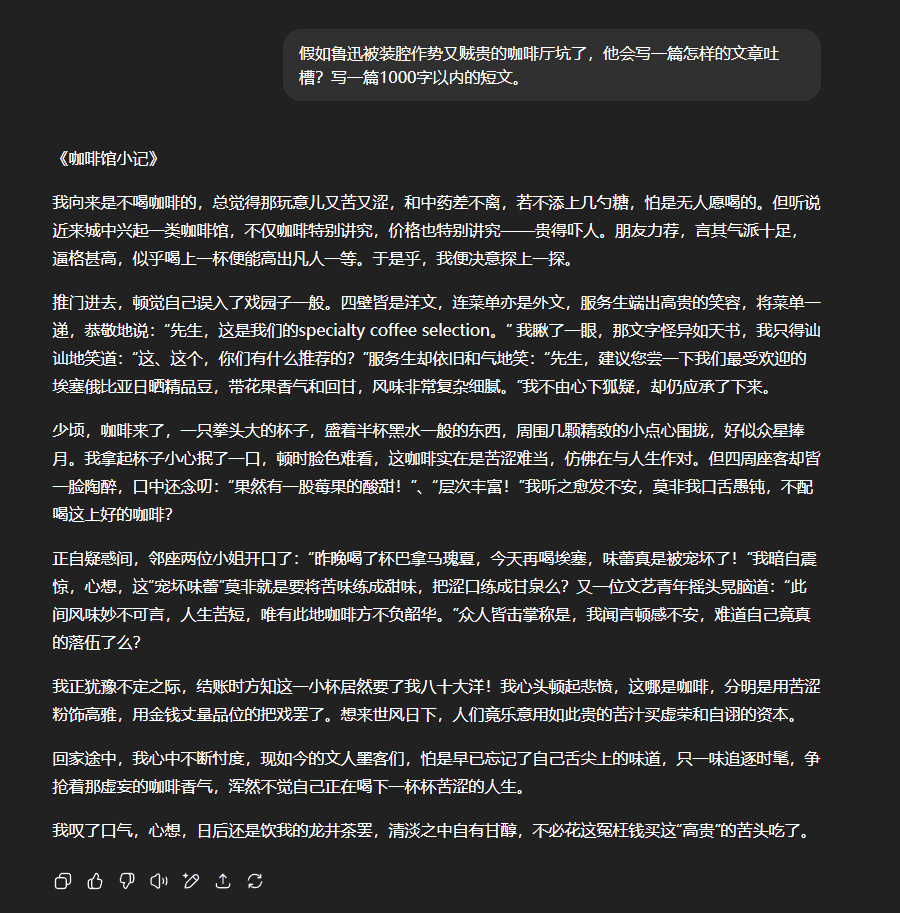 假如鲁迅被装腔作势又贼贵的咖啡厅坑了，他会写一篇怎样的文章吐
槽？写一篇1000字以内的短文。
《咖啡馆小记》
我向来是不喝咖啡的，总觉得那玩意儿又苦又涩，和中药差不离，若不添上几勺糖，怕是无人愿喝的。但听说
近来城中兴起一类咖啡馆，不仅咖啡特别讲究，价格也特别讲究——贵得吓人。朋友力荐，言其气派十足，
逼格甚高，似乎喝上一杯便能高出凡人一等。于是乎，我便决意探上一探。
推门进去，顿觉自己误入了戏园子一般。四壁皆是洋文，连菜单亦是外文，服务生端出高贵的笑容，将菜单一
递，恭敬地说：“先生，这是我们的specialty coffee selection。” 我瞅了一眼，那文字怪异如天书，我只得讪
讪地笑道：“这、这个，你们有什么推荐的？”服务生却依旧和气地笑：“先生，建议您尝一下我们最受欢迎的
埃塞俄比亚日晒精品豆，带花果香气和回甘，风味非常复杂细腻。”我不由心下狐疑，却仍应承了下来。
少顷，咖啡来了，一只拳头大的杯子，盛着半杯黑水一般的东西，周围几颗精致的小点心围拢，好似众星捧
月。我拿起杯子小心抿了一口，顿时脸色难看，这咖啡实在是苦涩难当，仿佛在与人生作对。但四周座客却皆
一脸陶醉，口中还念叨：“果然有一股莓果的酸甜！”、“层次丰富！”我听之愈发不安，莫非我口舌愚钝，不配
喝这上好的咖啡？
正自疑惑间，邻座两位小姐开口了：“昨晚喝了杯巴拿马瑰夏，今天再喝埃塞，味蕾真是被宠坏了！”我暗自震
惊，心想，这“宠坏味蕾”莫非就是要将苦味练成甜味，把涩口练成甘泉么？又一位文艺青年摇头晃脑道：“此
间风味妙不可言，人生苦短，唯有此地咖啡方不负韶华。”众人皆击掌称是，我闻言顿感不安，难道自己竟真
的落伍了么？
我正犹豫不定之际，结账时方知这一小杯居然要了我八十大洋！我心头顿起悲愤，这哪是咖啡，分明是用苦涩
粉饰高雅，用金钱丈量品位的把戏罢了。想来世风日下，人们竟乐意用如此贵的苦汁买虚荣和自诩的资本。
回家途中，我心中不断忖度，现如今的文人墨客们，怕是早已忘记了自己舌尖上的味道，只一味追逐时髦，争
抢着那虚妄的咖啡香气，浑然不觉自己正在喝下一杯杯苦涩的人生。
我叹了口气，心想，日后还是饮我的龙井茶罢，清淡之中自有甘醇，不必花这冤枉钱买这“高贵”的苦头吃了。